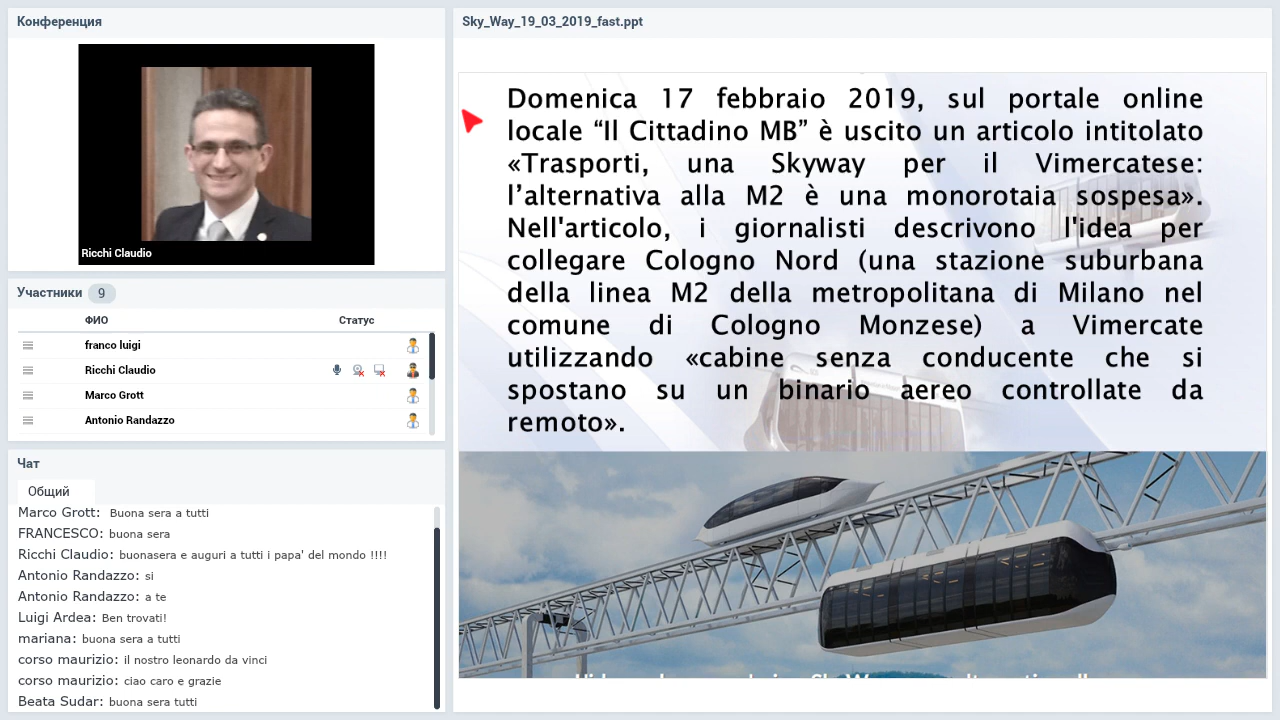 Конференция
Ricchi Claudio
Участники 9
ФИО Статус
franco luigi
Ricchi Claudio
Marco Grott
Antonio Randazzo
Чат
Общий
Marco Grott: Buona sera a tutti
FRANCESCO: buona sera
Ricchi Claudio: buonasera e auguri a tutti i papa' del mondo !!!!
Antonio Randazzo: si
Antonio Randazzo: a te
Luigi Ardea: Ben trovati!
mariana: buona sera a tutti
corso maurizio: il nostro leonardo da vinci
corso maurizio: ciao caro e grazie
Beata Sudar: buona sera tutti
Sky_Way_19_03_2019_fast.ppt
Domenica 17 febbraio 2019, sul portale online
locale “Il Cittadino MB” è uscito un articolo intitolato
«Trasporti, una Skyway per il Vimercatese:
l’alternativa alla M2 è una monorotaia sospesa».
Nell'articolo, i giornalisti descrivono l'idea per
collegare Cologno Nord (una stazione suburbana
della linea M2 della metropolitana di Milano nel
comune di Cologno Monzese) a Vimercate
utilizzando «cabine senza conducente che si
spostano su un binario aereo controllate da
remoto».